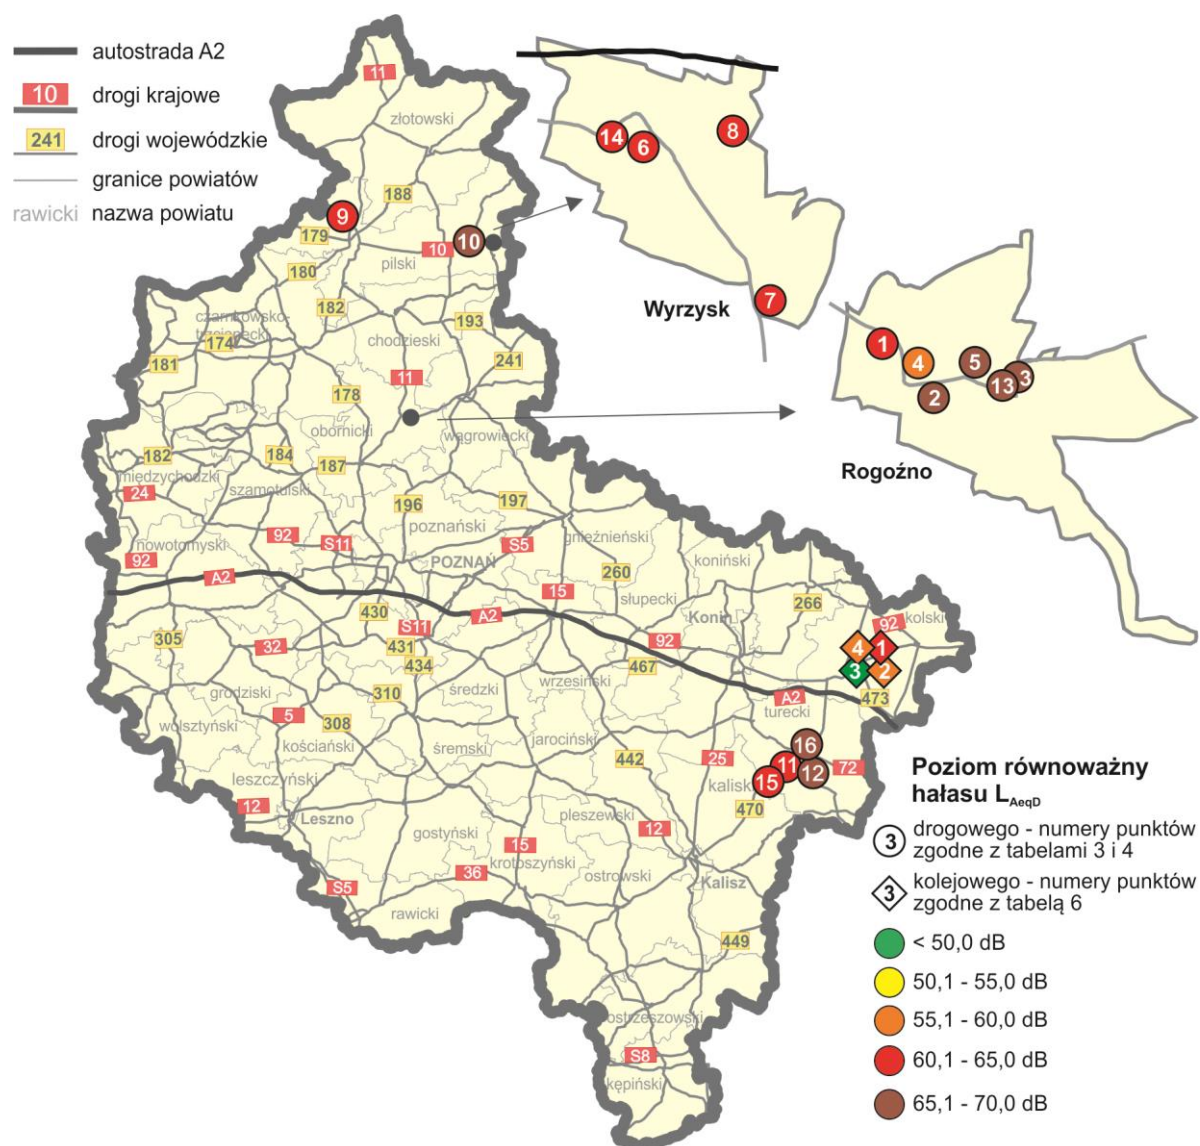 autostrada A2
10 drogi krajowe
241 drogi wojewódzkie
granice powiatów
rawicki nazwa powiatu
11
złotowski
188
9
179
10
10
180
pilski
182
czarnkowsko-
trzcianecki
174
181
193
chodzieski
241
11
178
obornicki
wągrowiecki
182
184
187
międzychodzki
24
szamotulski
196
197
poznański
nowotomyski
92
92
S11
S5
gnieźnieński
POZNAŃ
koniński
A2
260
15
słupecki
266
430
A2
Konin
92
kolski
S11
305
32
431
434
92
467
4
1
3
2
473
310
średzki
wrzesiński
A2
turecki
grodziski
wolsztyński
5
308
kościański
śremski
jarociński
442
25
16
11
12
15
72
kaliski
470
leszczyński
12
Leszno
gostyński
pleszewski
12
15
krotoszyński
36
ostrowski
Kalisz
S5
rawicki
449
ostrzeszowski
S8
kępiński
14
6
8
7
Wyrzysk
1
4
5
2
13
3
Rogoźno
Poziom równoważny
hałasu LAeqD
3 drogowego - numery punktów
zgodne z tabelami 3 i 4
3 kolejowego - numery punktów
zgodne z tabelą 6
< 50,0 dB
50,1 - 55,0 dB
55,1 - 60,0 dB
60,1 - 65,0 dB
65,1 - 70,0 dB